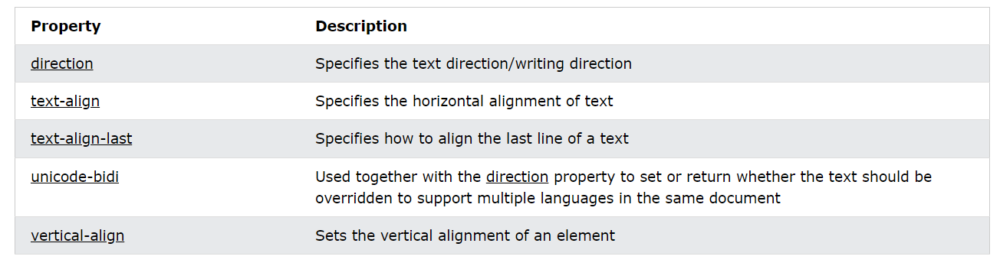 Property Description
direction Specifies the text direction/writing direction
text-align Specifies the horizontal alignment of text
text-align-last Specifies how to align the last line of a text
unicode-bidi Used together with the direction property to set or return whether the text should be
overridden to support multiple languages in the same document
vertical-align Sets the vertical alignment of an element